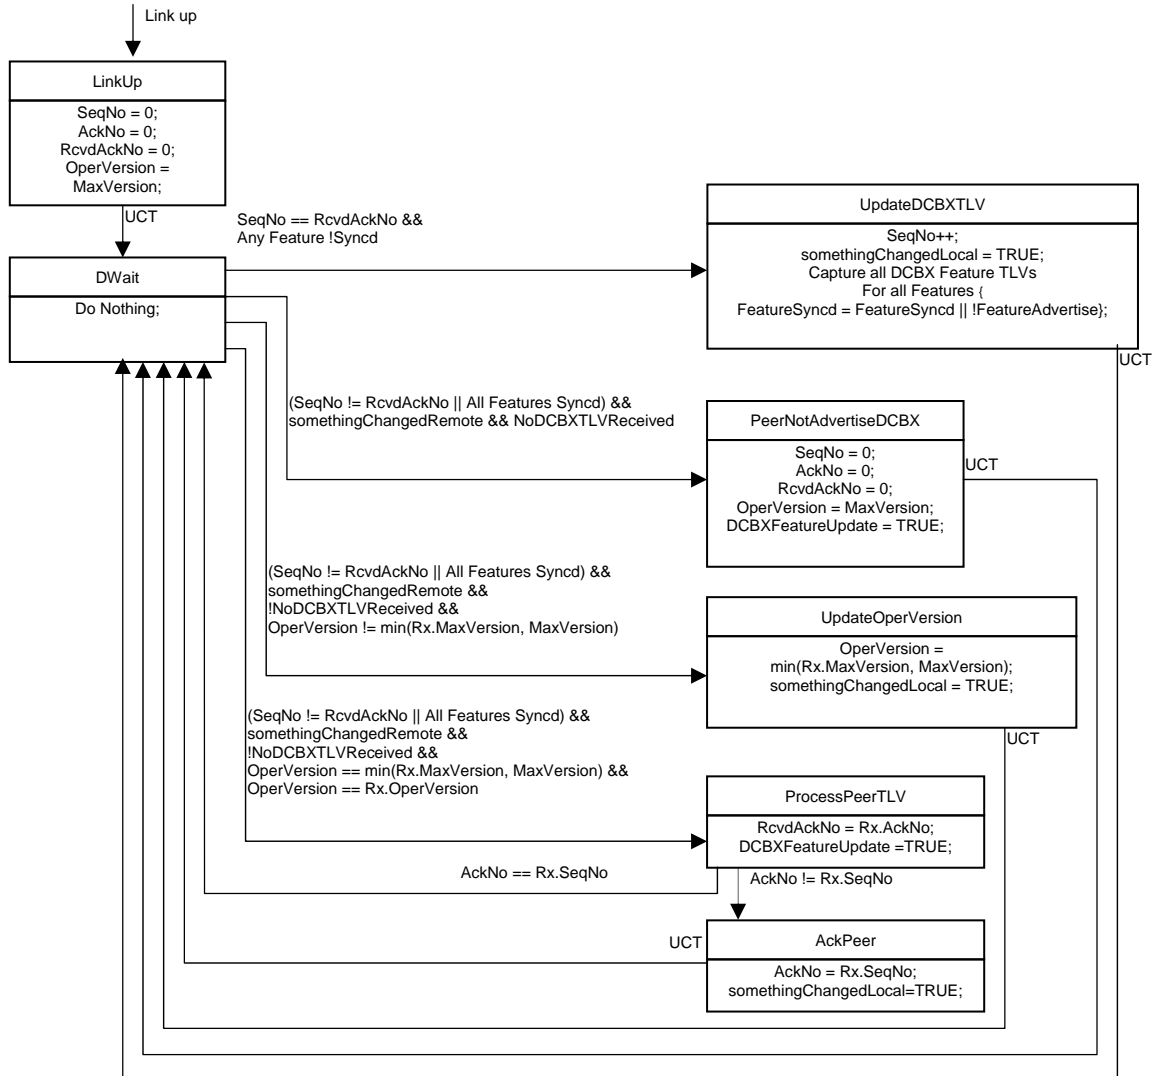 Link up
LinkUp
SeqNo = 0;
AckNo = 0;
RcvdAckNo = 0;
OperVersion =
MaxVersion;
UCT
SeqNo == RcvdAckNo &&
Any Feature !Syncd
UpdateDCBXTLV
SeqNo++;
somethingChangedLocal = TRUE;
Capture all DCBX Feature TLVs
For all Features {
FeatureSyncd = FeatureSyncd || !FeatureAdvertise};
UCT
DWait
Do Nothing;
(SeqNo != RcvdAckNo || All Features Syncd) &&
somethingChangedRemote && NoDCBXTLVReceived
PeerNotAdvertiseDCBX
SeqNo = 0;
AckNo = 0;
RcvdAckNo = 0;
OperVersion = MaxVersion;
DCBXFeatureUpdate = TRUE;
UCT
(SeqNo != RcvdAckNo || All Features Syncd) &&
somethingChangedRemote &&
!NoDCBXTLVReceived &&
OperVersion != min(Rx.MaxVersion, MaxVersion)
UpdateOperVersion
OperVersion =
min(Rx.MaxVersion, MaxVersion);
somethingChangedLocal = TRUE;
UCT
(SeqNo != RcvdAckNo || All Features Syncd) &&
somethingChangedRemote &&
!NoDCBXTLVReceived &&
OperVersion == min(Rx.MaxVersion, MaxVersion) &&
OperVersion == Rx.OperVersion
ProcessPeerTLV
RcvdAckNo = Rx.AckNo;
DCBXFeatureUpdate =TRUE;
AckNo == Rx.SeqNo
AckNo != Rx.SeqNo
UCT
AckPeer
AckNo = Rx.SeqNo;
somethingChangedLocal=TRUE;